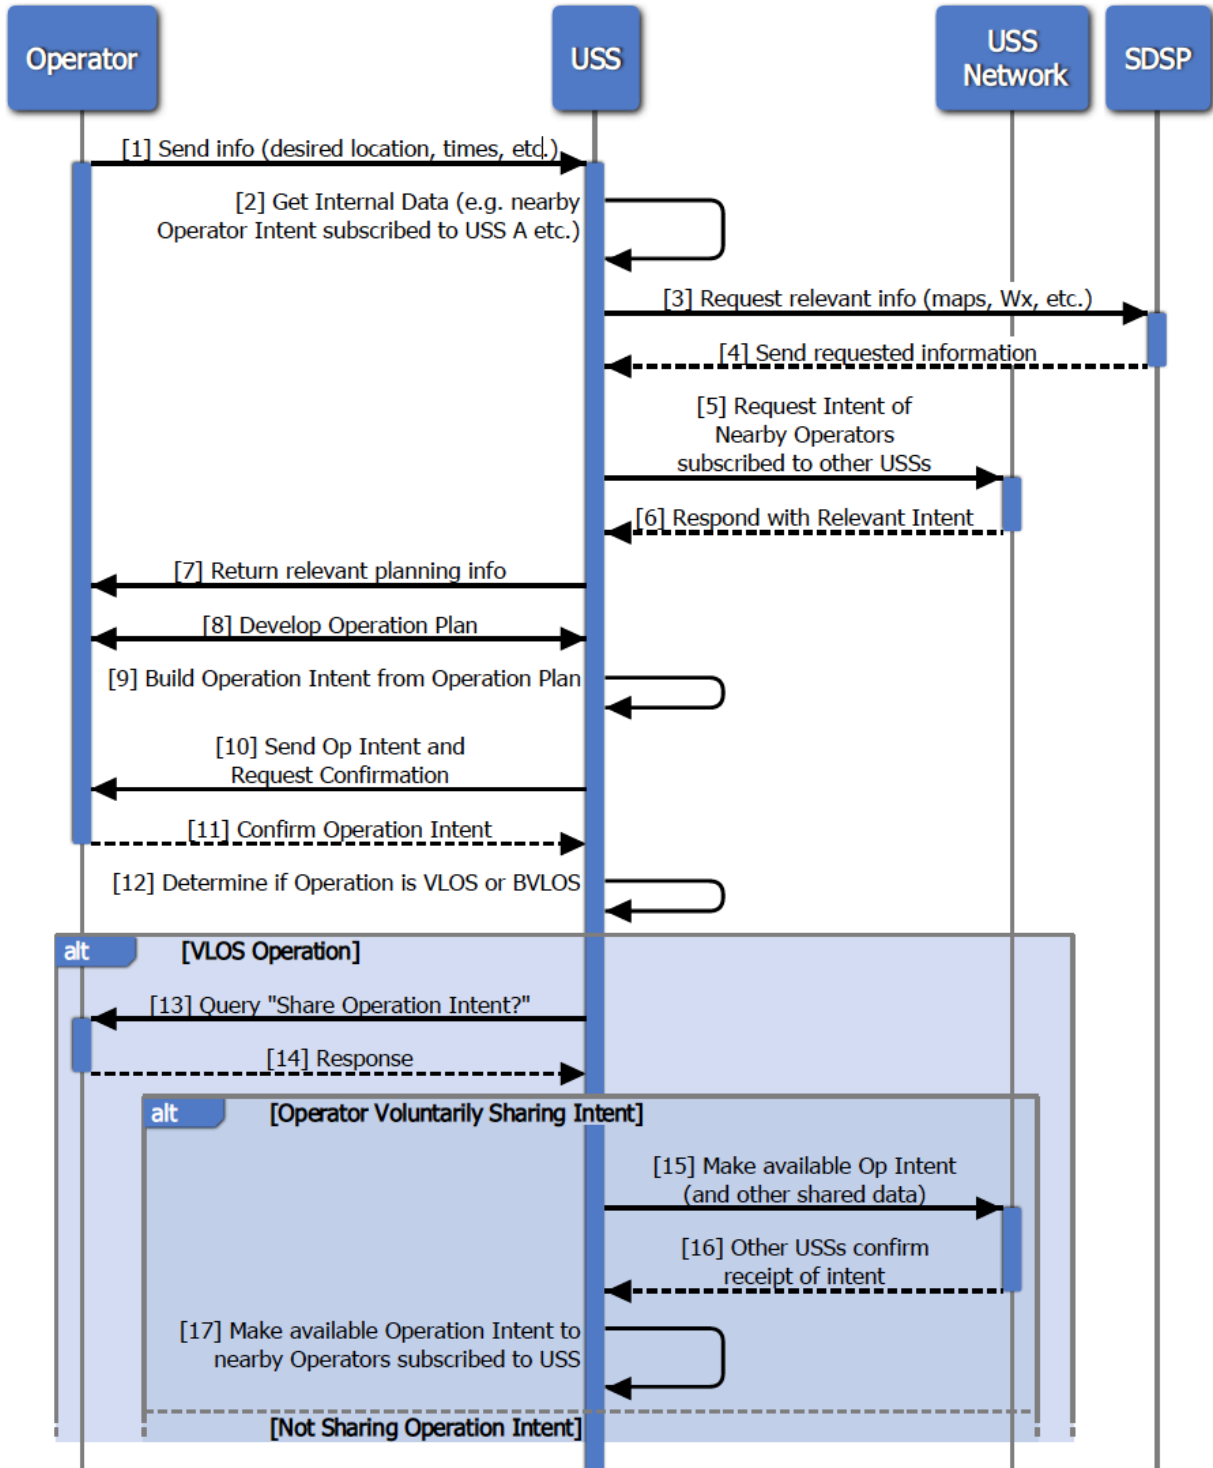 Operator
USS
USS
Network
SDSP
[1] Send info (desired location, times, etc.)
[2] Get Internal Data (e.g. nearby
Operator Intent subscribed to USS A etc.)
[3] Request relevant info (maps, Wx, etc.)
[4] Send requested information
[5] Request Intent of
Nearby Operators
subscribed to other USSs
[6] Respond with Relevant Intent
[7] Return relevant planning info
[8] Develop Operation Plan
[9] Build Operation Intent from Operation Plan
[10] Send Op Intent and
Request Confirmation
[11] Confirm Operation Intent
[12] Determine if Operation is VLOS or BVLOS
alt
[VLOS Operation]
[13] Query "Share Operation Intent?"
[14] Response
alt
[Operator Voluntarily Sharing Intent]
[15] Make available Op Intent
(and other shared data)
[16] Other USSs confirm
receipt of intent
[17] Make available Operation Intent to
nearby Operators subscribed to USS
[Not Sharing Operation Intent]